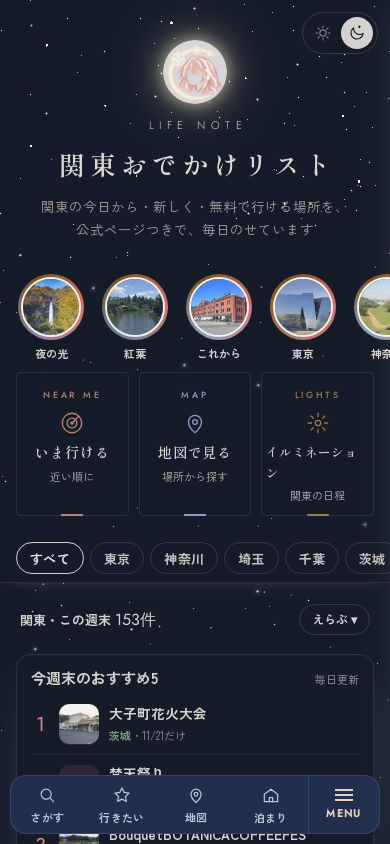 LIFE NOTE
関東おでかけリスト
関東の今日から・新しく・無料で行ける場所を、
公式ページつきで、毎日のせています
夜の光
紅葉
これから
東京
神奈
NEAR ME
いま行ける
近い順に
MAP
地図で見る
場所から探す
LIGHTS
イルミネーショ
ン
関東の日程
すべて
東京
神奈川
埼玉
千葉
茨城
関東・この週末 153件
えらぶ ▾
今週末のおすすめ5
毎日更新
1
大子町花火大会
茨城・11/21だけ
梵天祭り
BouquetBOTANICACOFFEEFES
さがす
行きたい
地図
泊まり
MENU